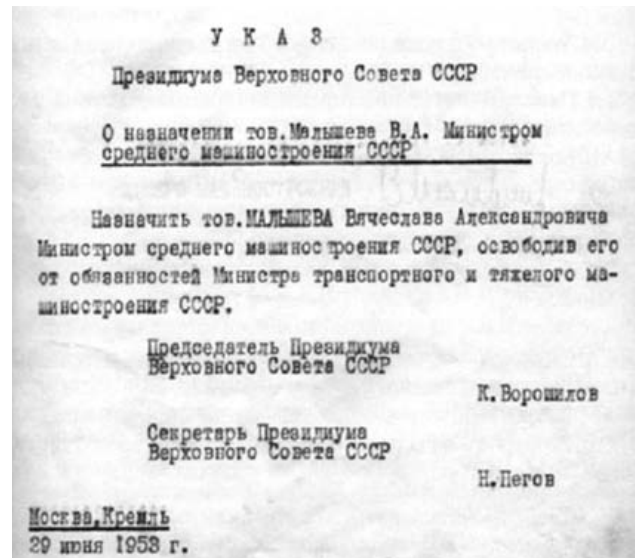 У К А З
Президиума Верховного Совета СССР
О назначении тов.Малышева В.А. Министром
среднего машиностроения СССР
Назначить тов.МАЛЫШЕВА Вячеслава Александровича
Министром среднего машиностроения СССР, освободив его
от обязанностей Министра транспортного и тяжелого ма-
шиностроения СССР.
Председатель Президиума
Верховного Совета СССР
К.Ворошилов
Секретарь Президиума
Верховного Совета СССР
Н.Пегов
Москва,Кремль
29 июня 1953 г.